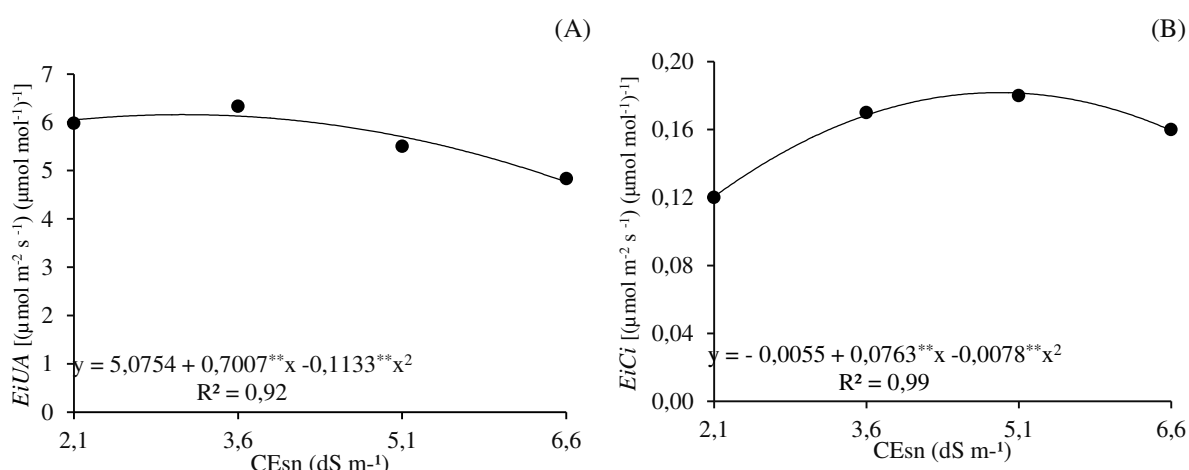 (A)
EiUA [(µmol m-2 s -1) (µmol mol-1)-1]
7
6
5
4
3
2
1
0
y = 5,0754 + 0,7007**x -0,1133**x²
R² = 0,92
2,1 3,6 5,1 6,6
CEsn (dS m-¹)
(B)
EiCi [(µmol m-2 s -1) (µmol mol-1)-1]
0,20
0,16
0,12
0,08
0,04
0,00
y = - 0,0055 + 0,0763**x -0,0078**x²
R² = 0,99
2,1 3,6 5,1 6,6
CEsn (dS m-¹)